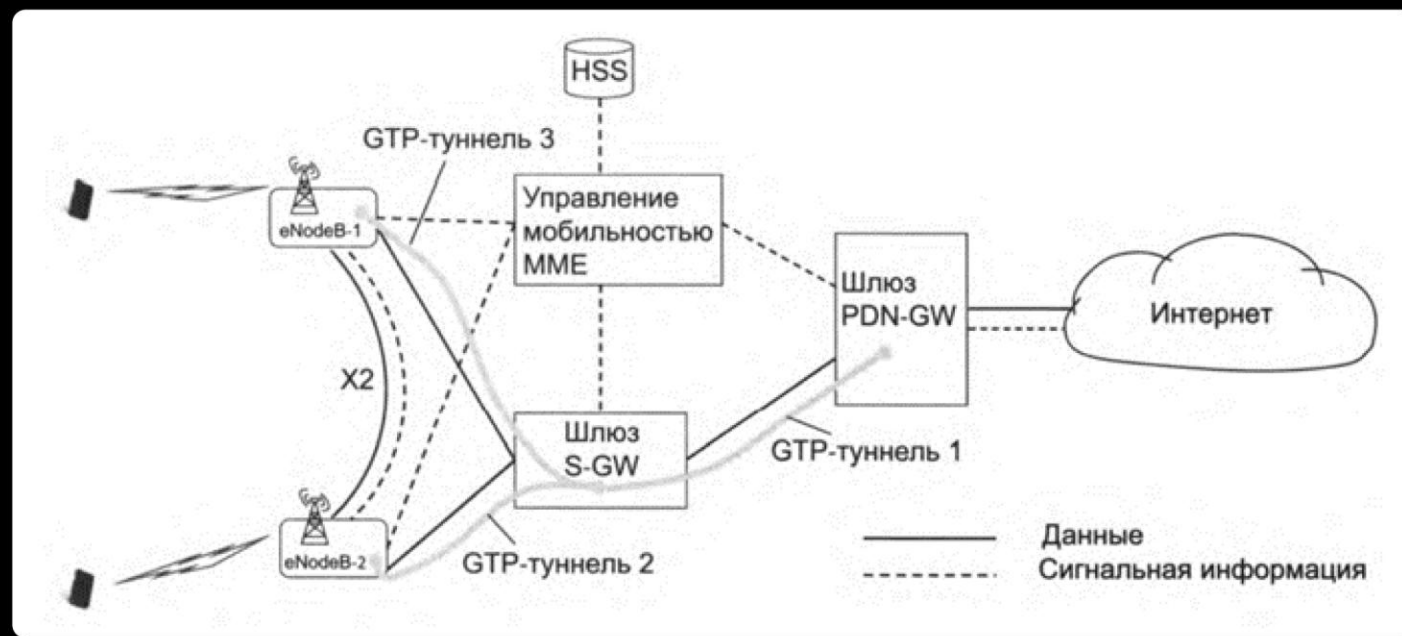 HSS
GTP-туннель 3
Управление
мобильностью
MME
eNodeB-1
Шлюз
PDN-GW
Интернет
X2
Шлюз
S-GW
GTP-туннель 1
eNodeB-2
GTP-туннель 2
Данные
Сигнальная информация